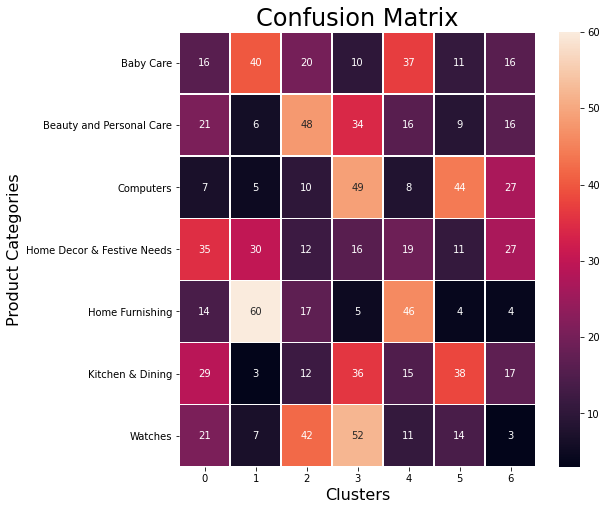 Confusion Matrix
Product Categories
Baby Care 16 40 20 10 37 11 16
Beauty and Personal Care 21 6 48 34 16 9 16
Computers 7 5 10 49 8 44 27
Home Decor & Festive Needs 35 30 12 16 19 11 27
Home Furnishing 14 60 17 5 46 4 4
Kitchen & Dining 29 3 12 36 15 38 17
Watches 21 7 42 52 11 14 3
0 1 2 3 4 5 6
Clusters
60
50
40
30
20
10